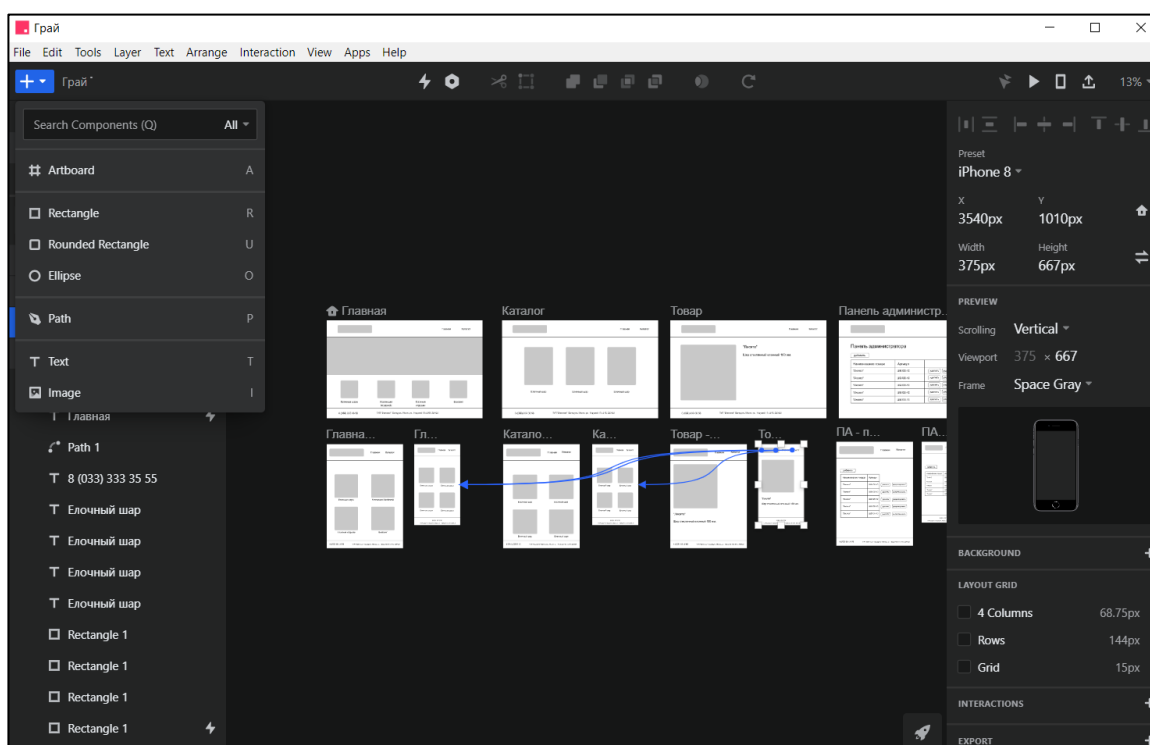 Грай
File Edit Tools Layer Text Arrange Interaction View Apps Help
Грай
13%
Search Components (Q) All
Artboard A
Rectangle R
Rounded Rectangle U
Ellipse O
Path P
Text T
Image I
Главная
Path 1
8 (033) 333 35 55
Елочный шар
Елочный шар
Елочный шар
Елочный шар
Rectangle 1
Rectangle 1
Rectangle 1
Rectangle 1
Главная Каталог Товар Панель администр...
Панель администратора
Главна... Гл... Катало... Ка... Товар -... То... ПА - п... ПА...
Preset
iPhone 8
X Y
3540px 1010px
Width Height
375px 667px
PREVIEW
Scrolling Vertical
Viewport 375 × 667
Frame Space Gray
BACKGROUND
LAYOUT GRID
4 Columns 68.75px
Rows 144px
Grid 15px
INTERACTIONS
EXPORT